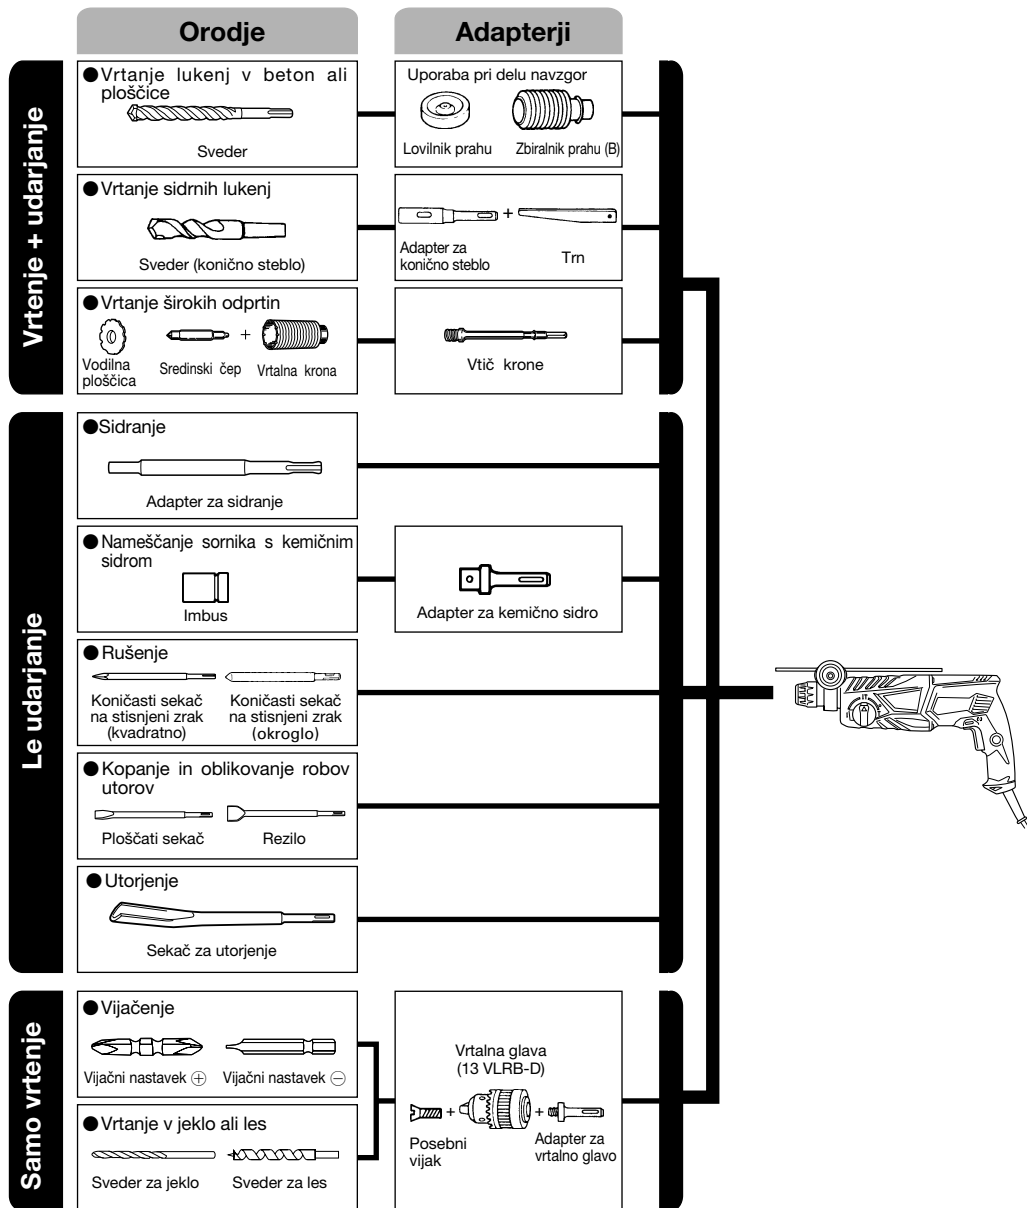 Orodje
Adapterji
Vrtenje + udarjanje
●Vrtanje lukenj v beton ali
ploščice
Sveder
Uporaba pri delu navzgor
Lovilnik prahu
Zbiralnik prahu (B)
●Vrtanje sidrnih lukenj
Sveder (konično steblo)
+
Adapter za
konično steblo
Trn
●Vrtanje širokih odprtin
+
Vodilna
ploščica
Sredinski čep
Vrtalna krona
Vtič krone
Le udarjanje
●Sidranje
Adapter za sidranje
●Nameščanje sornika s kemičnim
sidrom
Imbus
Adapter za kemično sidro
●Rušenje
Koničasti sekač
na stisnjeni zrak
(kvadratno)
Koničasti sekač
na stisnjeni zrak
(okroglo)
●Kopanje in oblikovanje robov
utorov
Ploščati sekač
Rezilo
●Utorjenje
Sekač za utorjenje
Samo vrtenje
●Vijačenje
Vijačni nastavek ⊕
Vijačni nastavek ⊖
●Vrtanje v jeklo ali les
Sveder za jeklo
Sveder za les
Vrtalna glava
(13 VLRB-D)
+ +
Posebni
vijak
Adapter za
vrtalno glavo